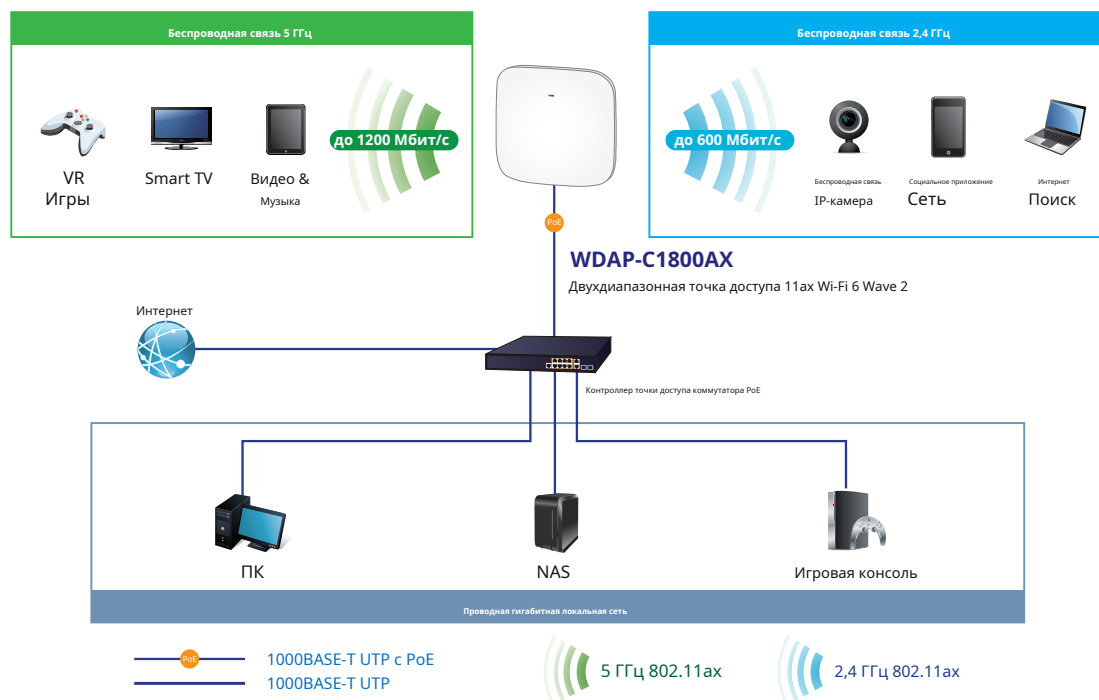 Беспроводная связь 5 ГГц
Беспроводная связь 2,4 ГГц
до 1200 Мбит/с
до 600 Мбит/с
VR
Игры
Smart TV
Видео &
Музыка
Беспроводная связь
IP-камера
Социальное приложение
Сеть
Интернет
Поиск
PoE
WDAP-C1800AX
Двухдиапазонная точка доступа 11ax Wi-Fi 6 Wave 2
Интернет
Контроллер точки доступа коммутатора PoE
ПК
NAS
Игровая консоль
Проводная гигабитная локальная сеть
PoE
1000BASE-T UTP с PoE
1000BASE-T UTP
5 ГГц 802.11ax
2,4 ГГц 802.11ax